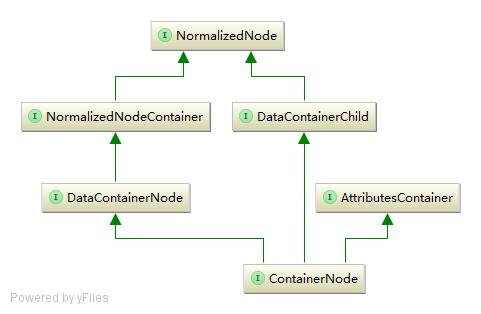 I NormalizedNode
I NormalizedNodeContainer
I DataContainerChild
I DataContainerNode
I AttributesContainer
I ContainerNode
Powered by yFiles